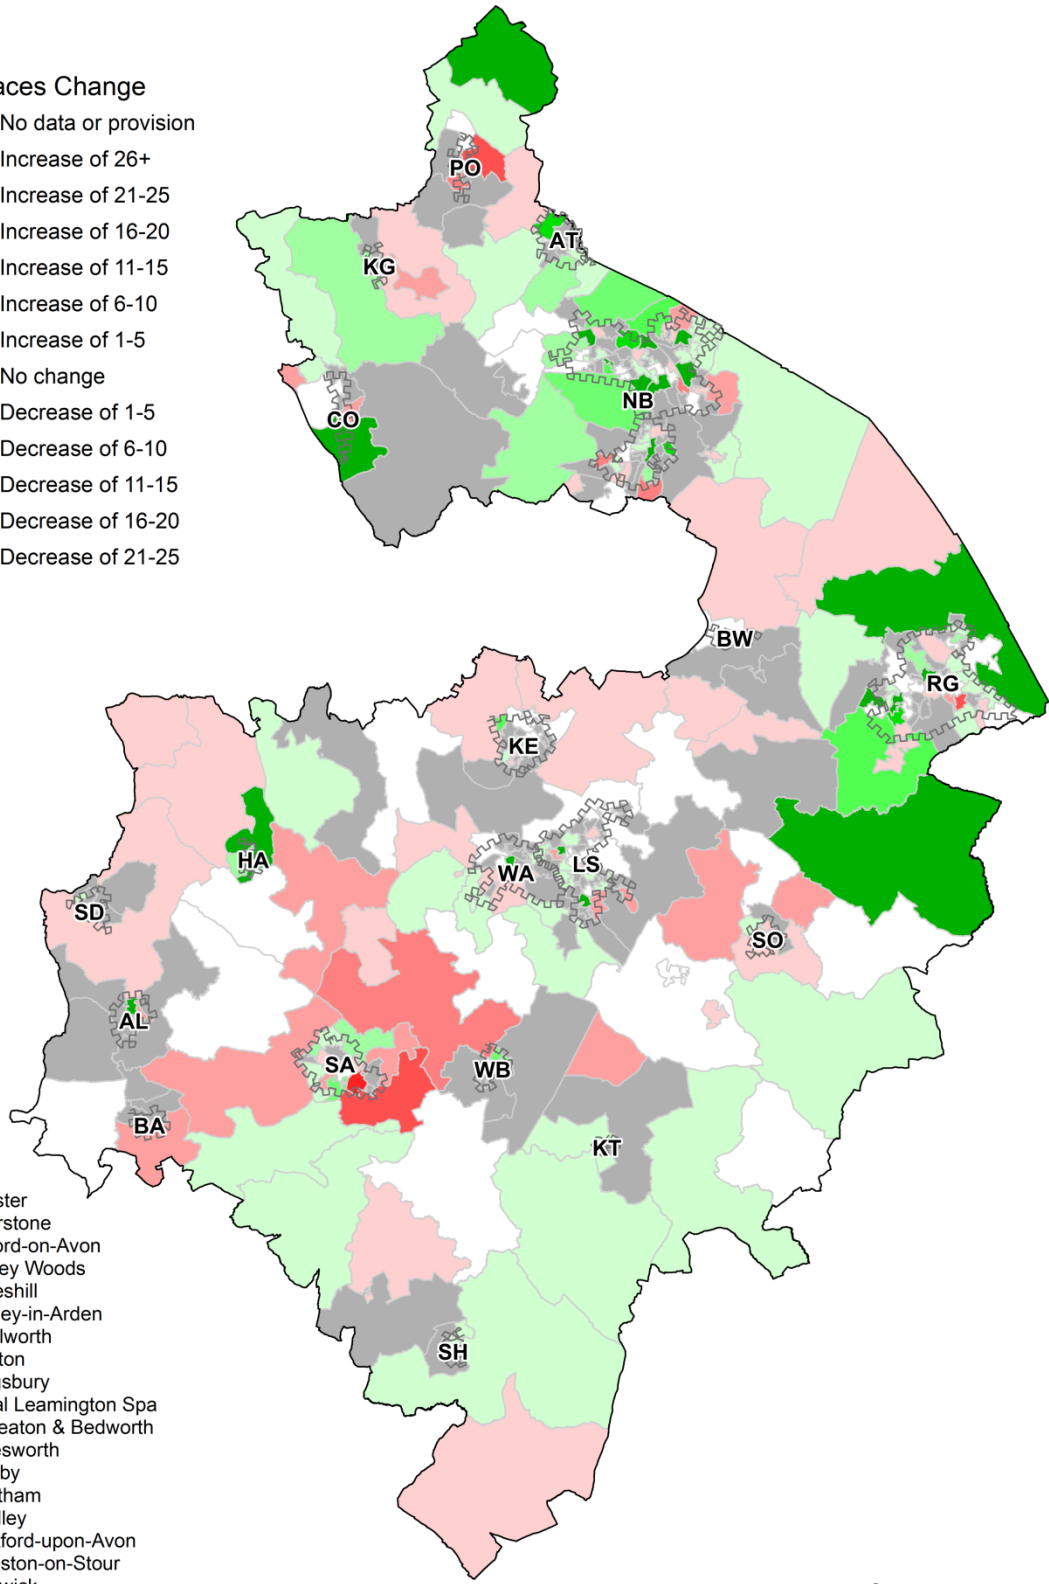 aces Change
No data or provision
Increase of 26+
Increase of 21-25
Increase of 16-20
Increase of 11-15
Increase of 6-10
Increase of 1-5
No change
Decrease of 1-5
Decrease of 6-10
Decrease of 11-15
Decrease of 16-20
Decrease of 21-25
PO
AT
KG
CO
NB
BW
RG
KE
HA
WA
LS
SD
SO
AL
SA
WB
BA
KT
SH
ster
rstone
ord-on-Avon
ey Woods
eshill
ey-in-Arden
lworth
ton
gsbury
al Leamington Spa
eaton & Bedworth
esworth
by
tham
lley
tford-upon-Avon
ston-on-Stour